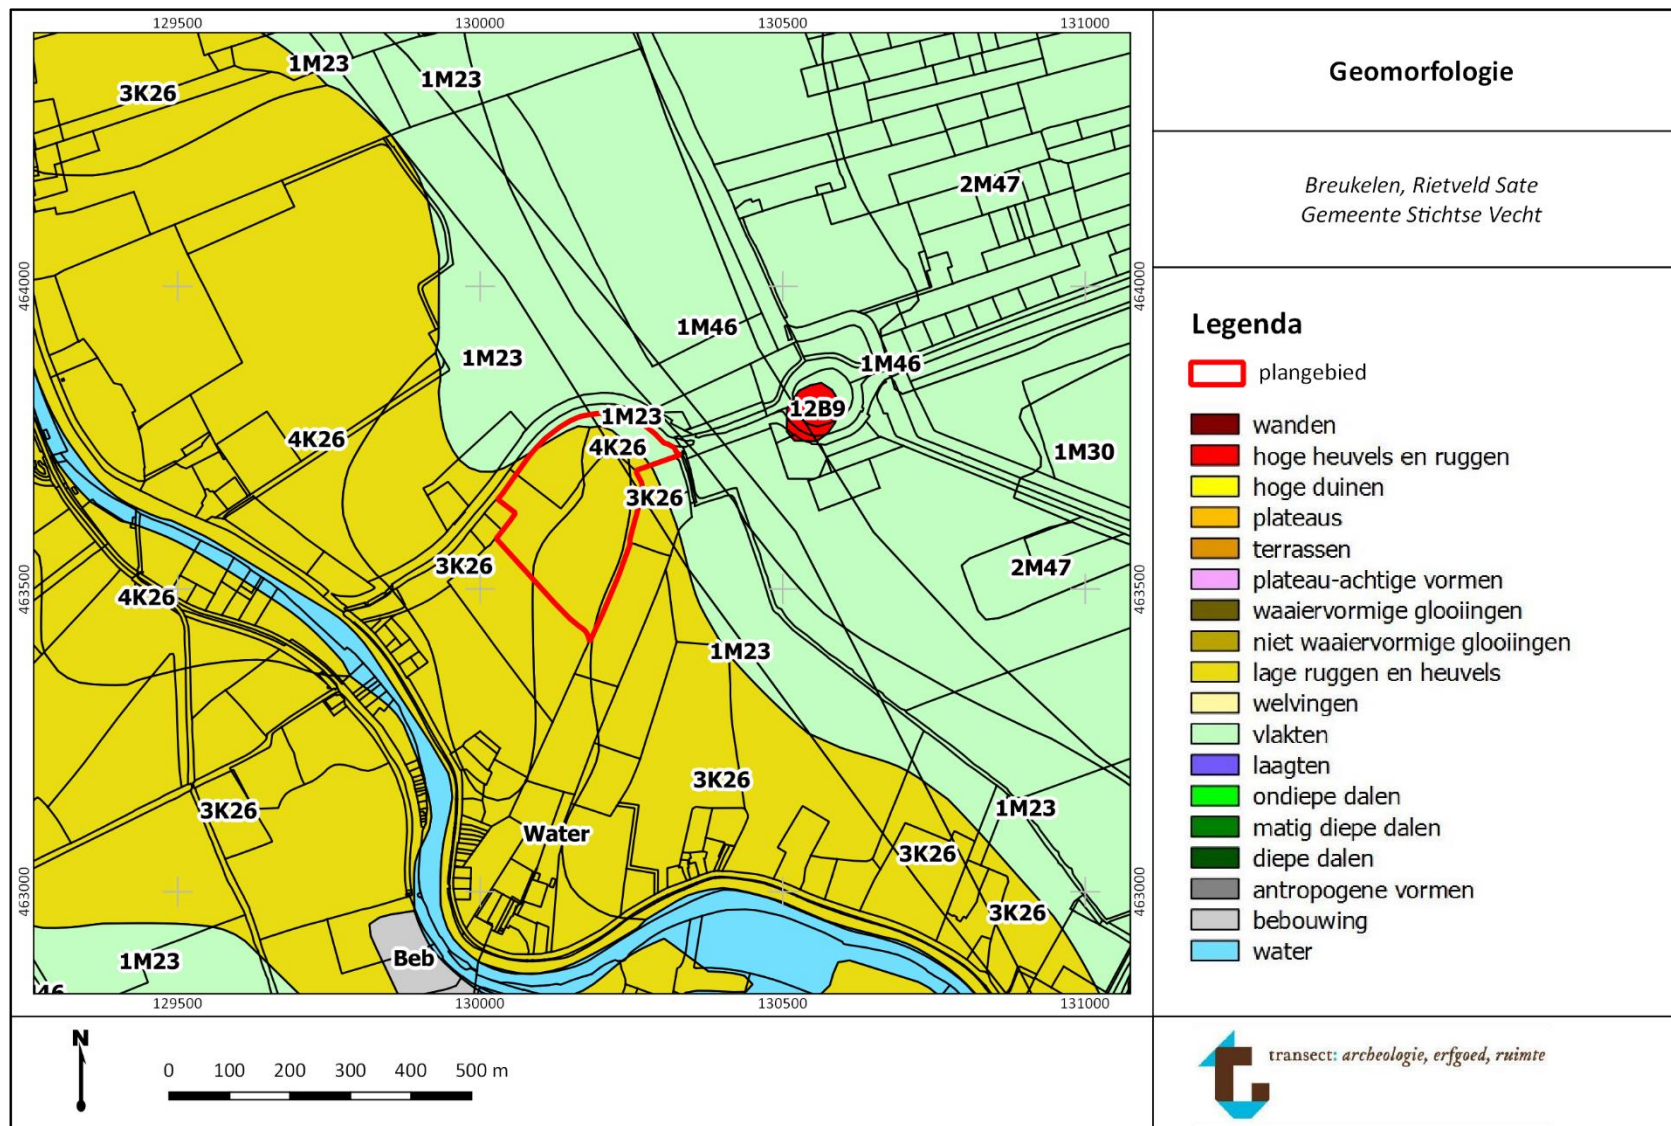 129500 130000 130500 131000
1M23
1M23
3K26
2M47
464000 464000
1M46
1M23
1M46
12B9
1M23
4K26
4K26
1M30
3K26
3K26
2M47
4K26
463500 463500
1M23
3K26
3K26
1M23
Water
3K26
463000 463000
3K26
Beb
1M23
46
129500 130000 130500 131000
N
0 100 200 300 400 500 m
Geomorfologie
Breukelen, Rietveld Sate
Gemeente Stichtse Vecht
Legenda
plangebied
wanden
hoge heuvels en ruggen
hoge duinen
plateaus
terrassen
plateau-achtige vormen
waaiervormige glooiingen
niet waaiervormige glooiingen
lage ruggen en heuvels
welvingen
vlakten
laagten
ondiepe dalen
matig diepe dalen
diepe dalen
antropogene vormen
bebouwing
water
transect: archeologie, erfgoed, ruimte